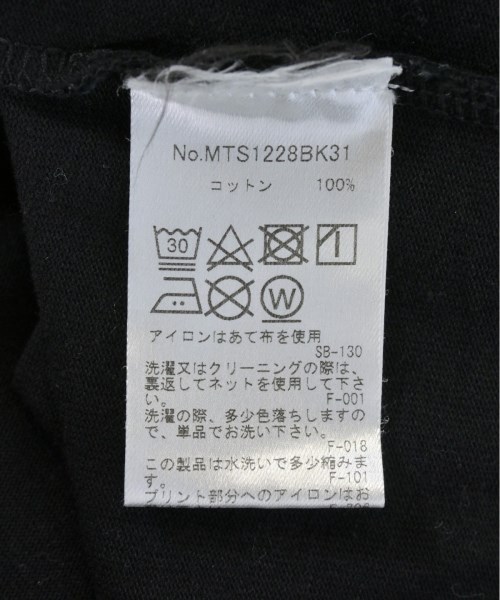 No.MTS1228BK31
コットン 100%
30
W
アイロンはあて布を使用
SB-130
洗濯又はクリーニングの際は、
裏返してネットを使用して下さ
い。 F-001
洗濯の際、多少色落ちしますの
で、単品でお洗い下さい。
F-018
この製品は水洗いで多少縮みま
す。 F-101
プリント部分へのアイロンはお